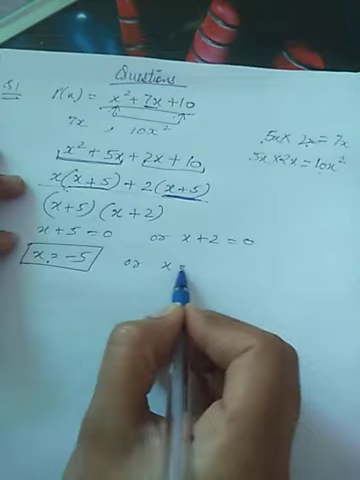 Questions
Q1 P(x) = x² + 7x + 10
7x , 10x²
5x × 2x = 7x
5x × 2x = 10x²
x² + 5x + 2x + 10
x(x+5) + 2(x+5)
(x+5) (x+2)
x + 5 = 0 or x + 2 = 0
x = -5 or x =